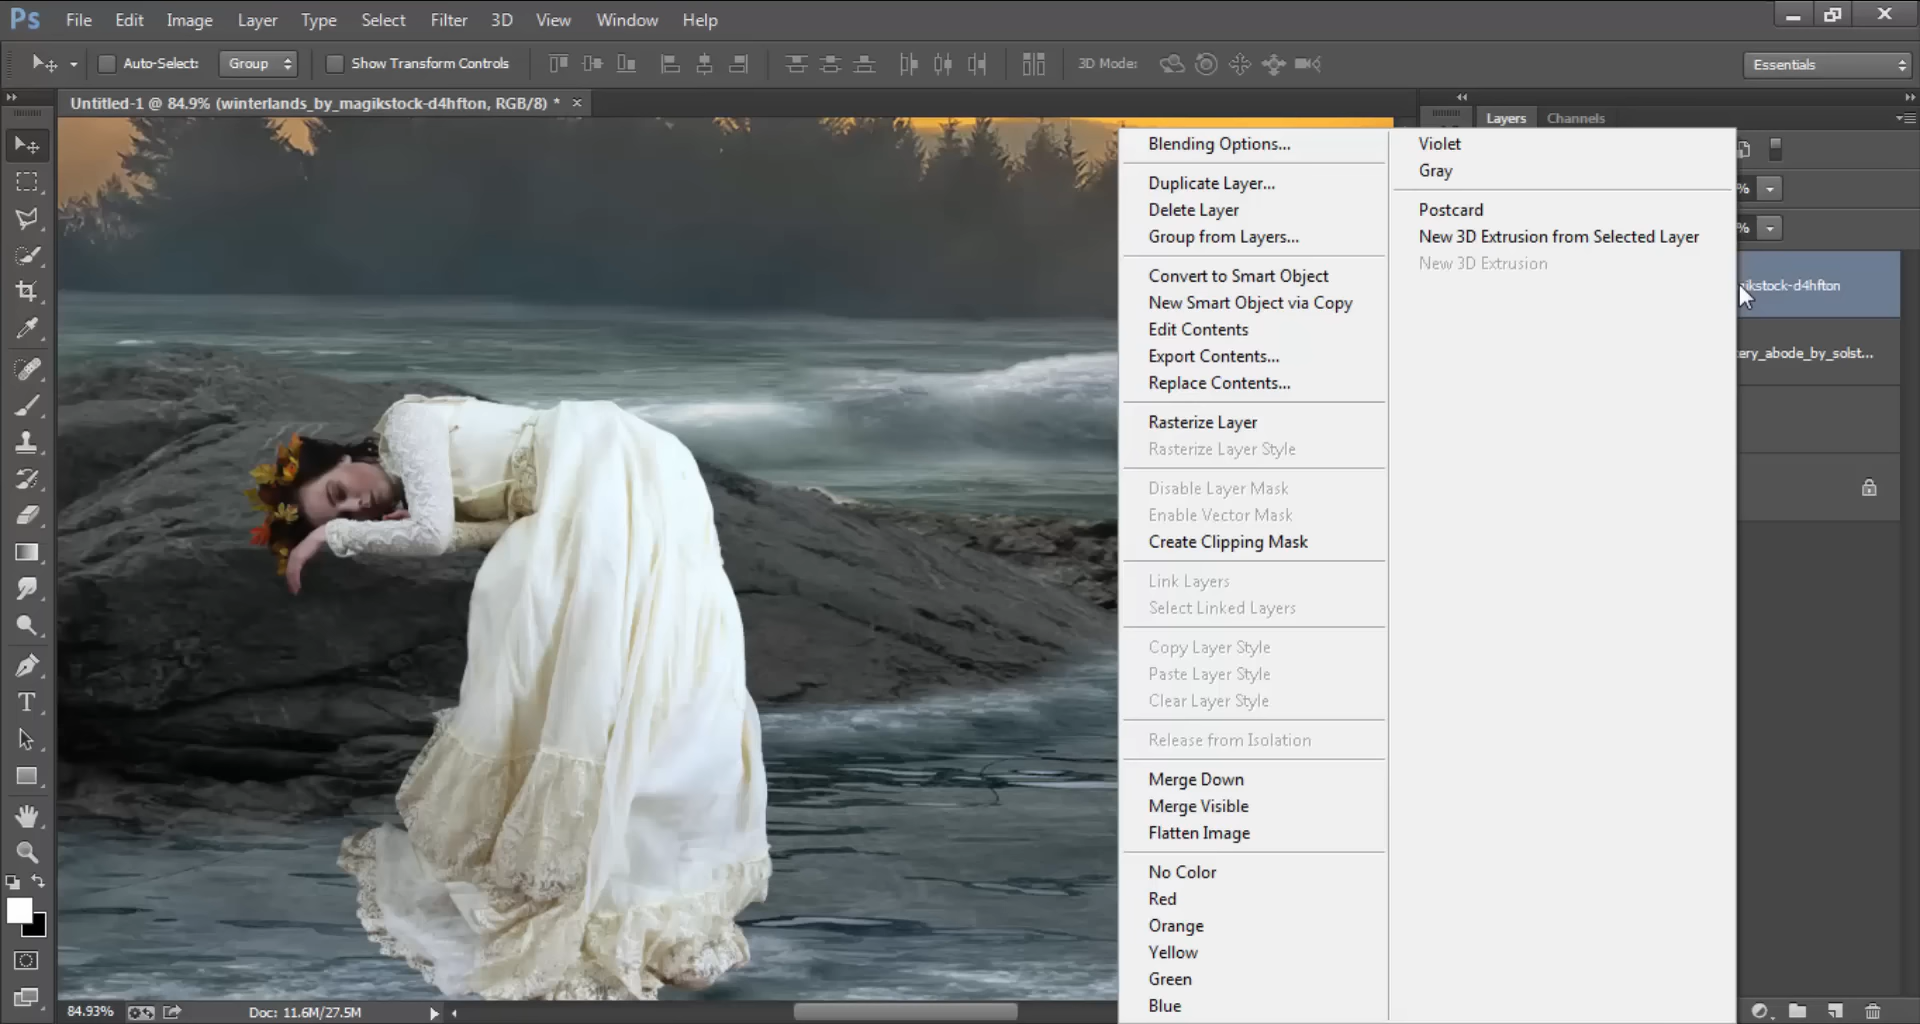 Ps File Edit Image Layer Type Select Filter 3D View Window Help
Auto-Select: Group Show Transform Controls 3D Mode: Essentials
Untitled-1 @ 84.9% (winterlands_by_magikstock-d4hfton, RGB/8) * ×
Layers Channels
Blending Options...
Duplicate Layer...
Delete Layer
Group from Layers...
Convert to Smart Object
New Smart Object via Copy
Edit Contents
Export Contents...
Replace Contents...
Rasterize Layer
Rasterize Layer Style
Disable Layer Mask
Enable Vector Mask
Create Clipping Mask
Link Layers
Select Linked Layers
Copy Layer Style
Paste Layer Style
Clear Layer Style
Release from Isolation
Merge Down
Merge Visible
Flatten Image
No Color
Red
Orange
Yellow
Green
Blue
Violet
Gray
Postcard
New 3D Extrusion from Selected Layer
New 3D Extrusion
%
%
ikstock-d4hfton
ery_abode_by_solst...
T
84.93% Doc: 11.6M/27.5M